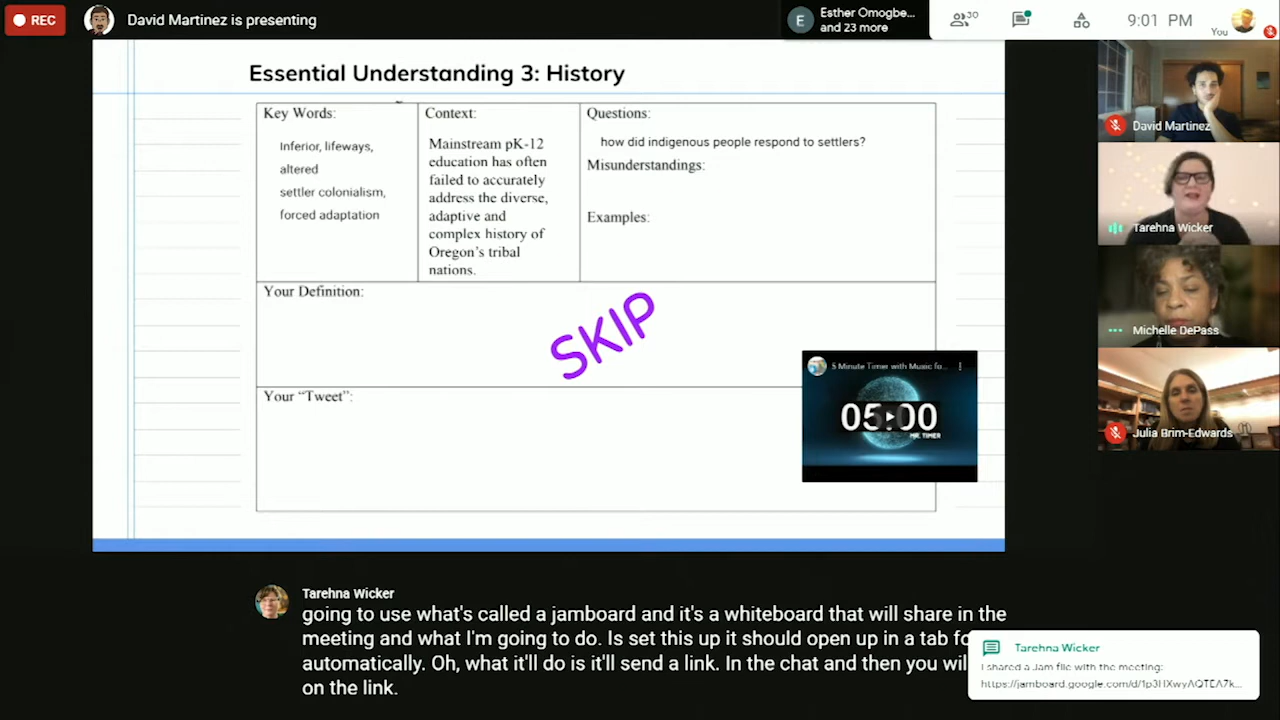 REC
David Martinez is presenting
E
Esther Omogbe...
and 23 more
30
9:01 PM
You
Essential Understanding 3: History
Key Words:
Inferior, lifeways,
altered
settler colonialism,
forced adaptation
Context:
Mainstream pK-12
education has often
failed to accurately
address the diverse,
adaptive and
complex history of
Oregon's tribal
nations.
Questions:
how did indigenous people respond to settlers?
Misunderstandings:
Examples:
Your Definition:
SKIP
Your “Tweet”:
5 Minute Timer with Music fo...
05:00
MR. TIMER
David Martinez
Tarehna Wicker
Michelle DePass
Julia Brim-Edwards
Tarehna Wicker
going to use what's called a jamboard and it's a whiteboard that will share in the
meeting and what I'm going to do. Is set this up it should open up in a tab
automatically. Oh, what it'll do is it'll send a link. In the chat and then you
on the link.
Tarehna Wicker
I shared a Jam file with the meeting: